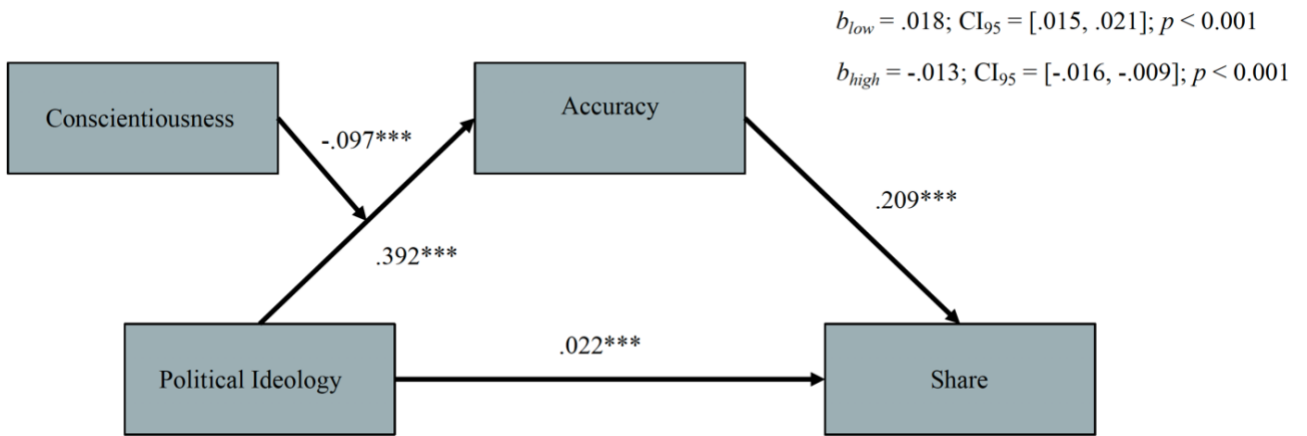 b_low = .018; CI₉₅ = [.015, .021]; p < 0.001
b_high = -.013; CI₉₅ = [-.016, -.009]; p < 0.001
Conscientiousness
Accuracy
-.097***
.209***
.392***
.022***
Political Ideology
Share